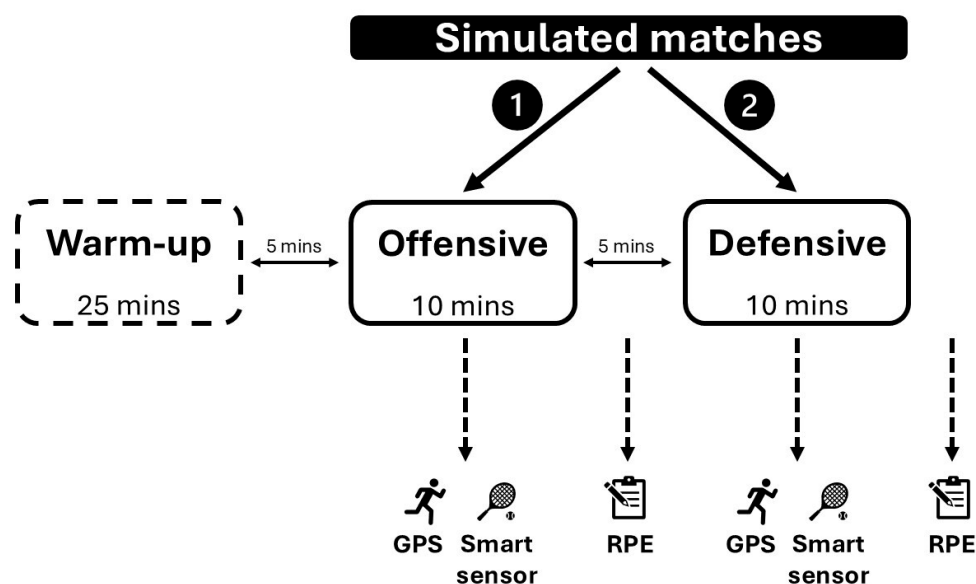 Simulated matches
1
2
Warm-up
25 mins
5 mins
Offensive
10 mins
5 mins
Defensive
10 mins
GPS
Smart
sensor
RPE
GPS
Smart
sensor
RPE